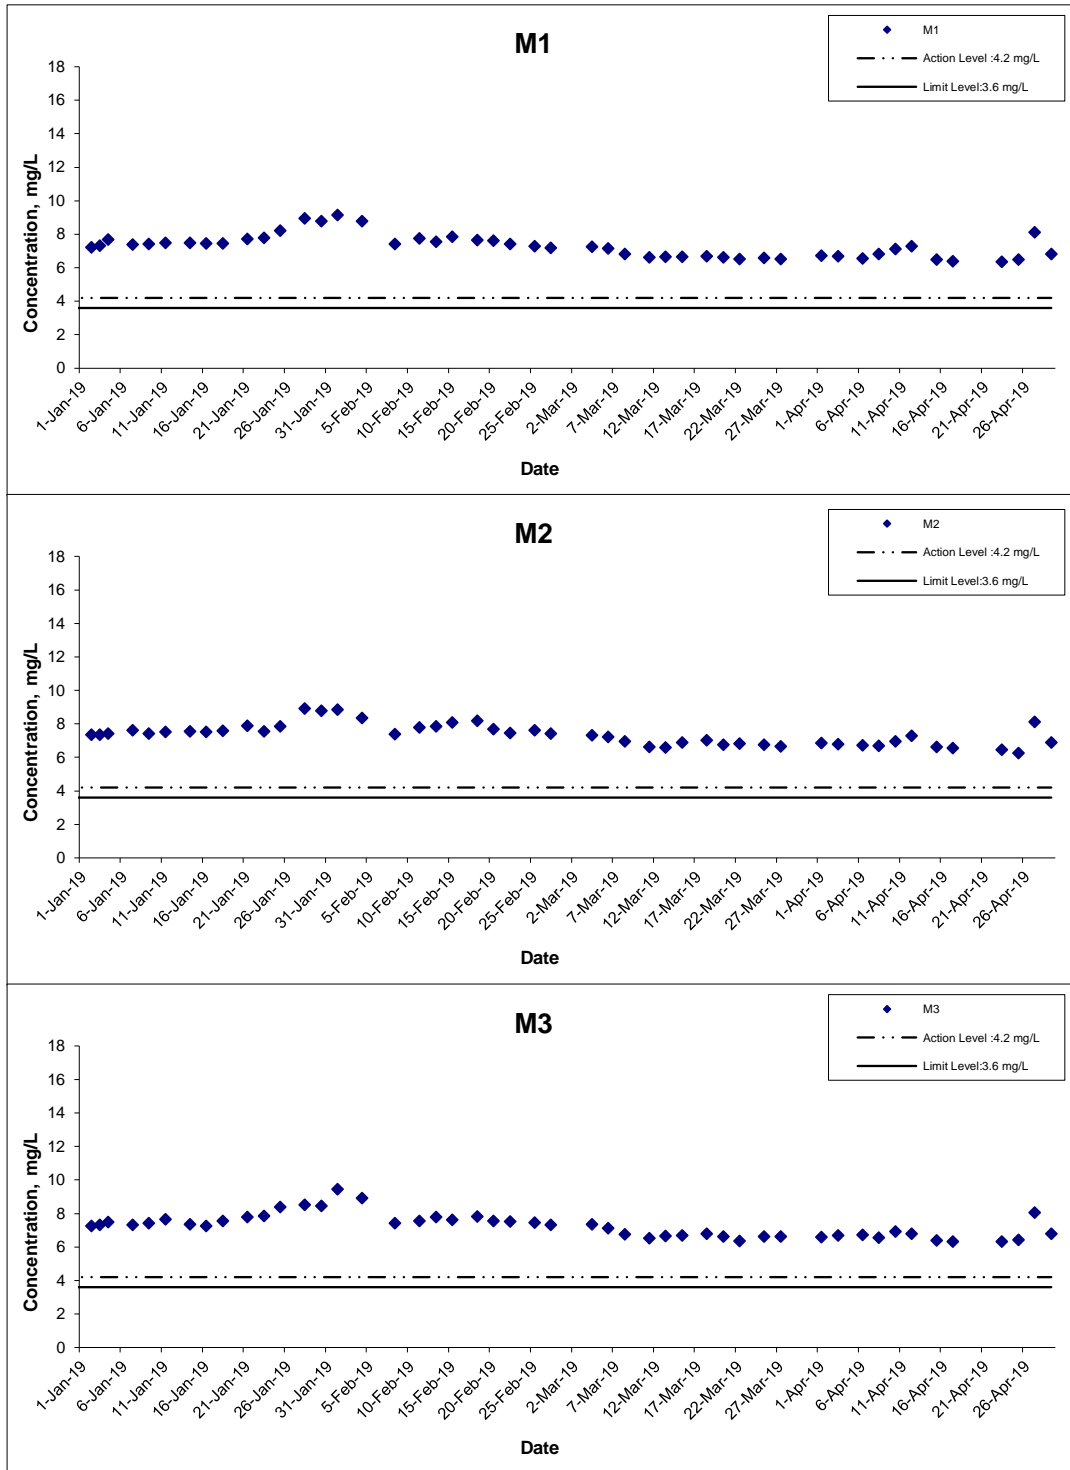 M1
M1
Action Level :4.2 mg/L
Limit Level:3.6 mg/L
Concentration, mg/L
18
16
14
12
10
8
6
4
2
0
1-Jan-19
6-Jan-19
11-Jan-19
16-Jan-19
21-Jan-19
26-Jan-19
31-Jan-19
5-Feb-19
10-Feb-19
15-Feb-19
20-Feb-19
25-Feb-19
2-Mar-19
7-Mar-19
12-Mar-19
17-Mar-19
22-Mar-19
27-Mar-19
1-Apr-19
6-Apr-19
11-Apr-19
16-Apr-19
21-Apr-19
26-Apr-19
Date
M2
M2
Action Level :4.2 mg/L
Limit Level:3.6 mg/L
Concentration, mg/L
18
16
14
12
10
8
6
4
2
0
1-Jan-19
6-Jan-19
11-Jan-19
16-Jan-19
21-Jan-19
26-Jan-19
31-Jan-19
5-Feb-19
10-Feb-19
15-Feb-19
20-Feb-19
25-Feb-19
2-Mar-19
7-Mar-19
12-Mar-19
17-Mar-19
22-Mar-19
27-Mar-19
1-Apr-19
6-Apr-19
11-Apr-19
16-Apr-19
21-Apr-19
26-Apr-19
Date
M3
M3
Action Level :4.2 mg/L
Limit Level:3.6 mg/L
Concentration, mg/L
18
16
14
12
10
8
6
4
2
0
1-Jan-19
6-Jan-19
11-Jan-19
16-Jan-19
21-Jan-19
26-Jan-19
31-Jan-19
5-Feb-19
10-Feb-19
15-Feb-19
20-Feb-19
25-Feb-19
2-Mar-19
7-Mar-19
12-Mar-19
17-Mar-19
22-Mar-19
27-Mar-19
1-Apr-19
6-Apr-19
11-Apr-19
16-Apr-19
21-Apr-19
26-Apr-19
Date